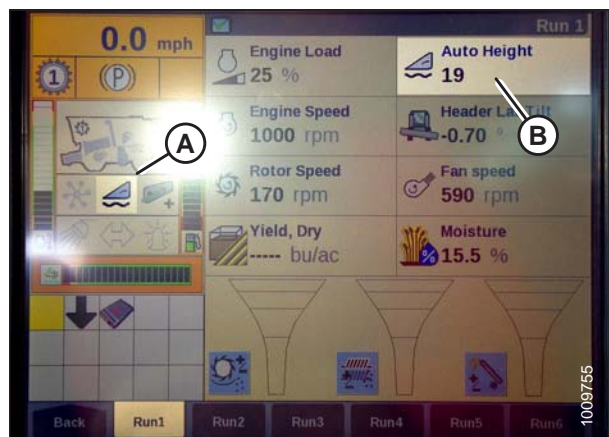 0.0 mph
Run 1
Engine Load
25 %
Auto Height
19
1
(P)
A
B
Engine Speed
1000 rpm
Header Lat Tilt
-0.70 °
Rotor Speed
170 rpm
Fan speed
590 rpm
Yield, Dry
----- bu/ac
Moisture
15.5 %
Back
Run1
Run2
Run3
Run4
Run5
Run6
1009755